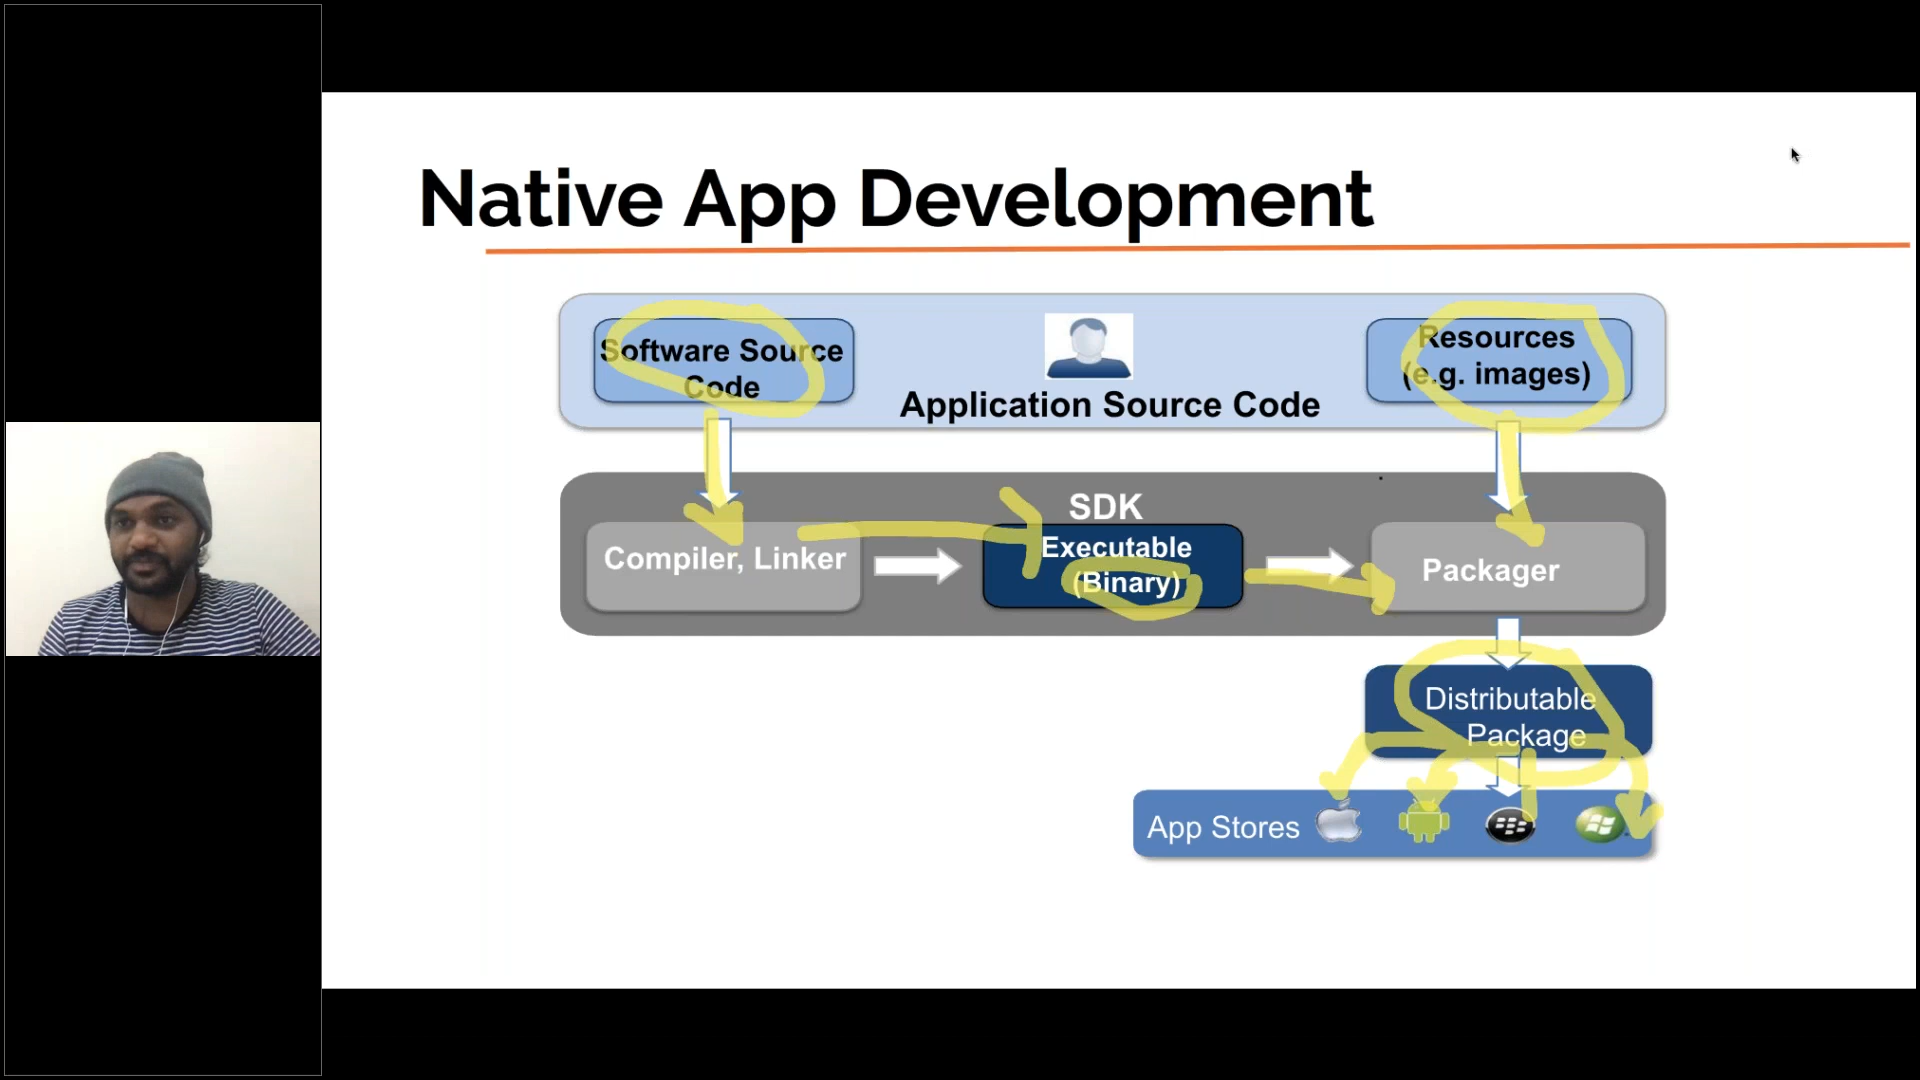 Native App Development
Software Source
Code
Application Source Code
Resources
(e.g. images)
SDK
Compiler, Linker
Executable
(Binary)
Packager
Distributable
Package
App Stores